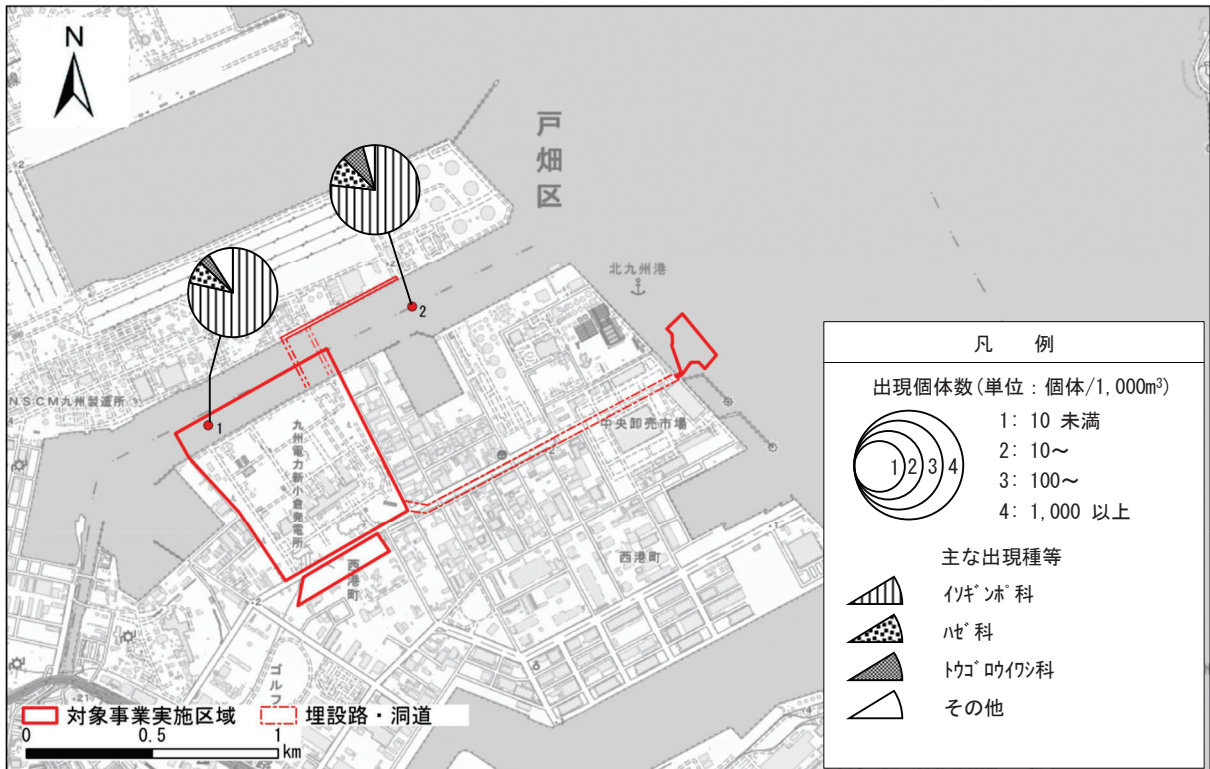 N
戸畑区
2
1
北九州港
NSCM九州製造所
九州電力新小倉発電所
中央卸売市場
西港町
西港町
ゴルフ
6
対象事業実施区域
埋設路・洞道
0 0.5 1
km
凡 例
出現個体数(単位:個体/1,000m³)
1 2 3 4
1: 10 未満
2: 10~
3: 100~
4: 1,000 以上
主な出現種等
イソギンポ科
ハゼ科
トウゴロウイワシ科
その他